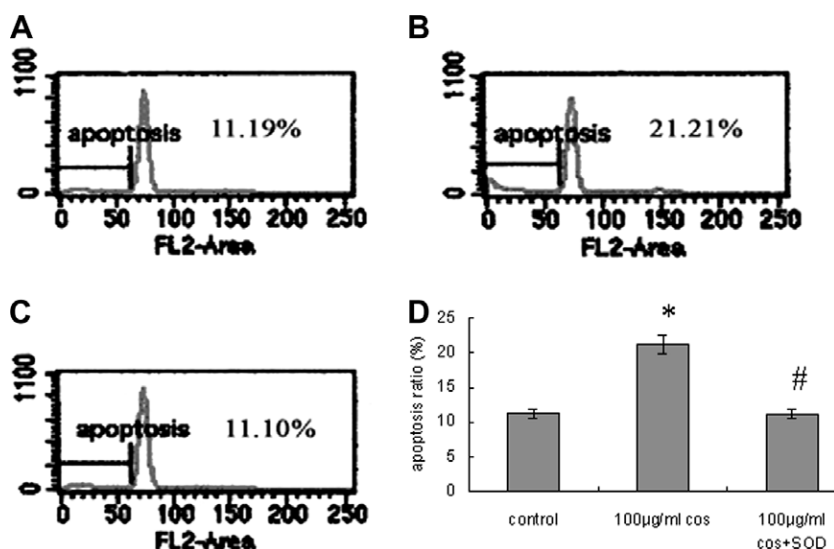 A
1100
apoptosis 11.19%
0
0 50 100 150 200 250
FL2-Area
B
1100
apoptosis 21.21%
0
0 50 100 150 200 250
FL2-Area
C
1100
apoptosis 11.10%
0
0 50 100 150 200 250
FL2-Area
D
apoptosis ratio (%)
25
20
15
10
5
0
*
#
control
100μg/ml cos
100μg/ml
cos+SOD